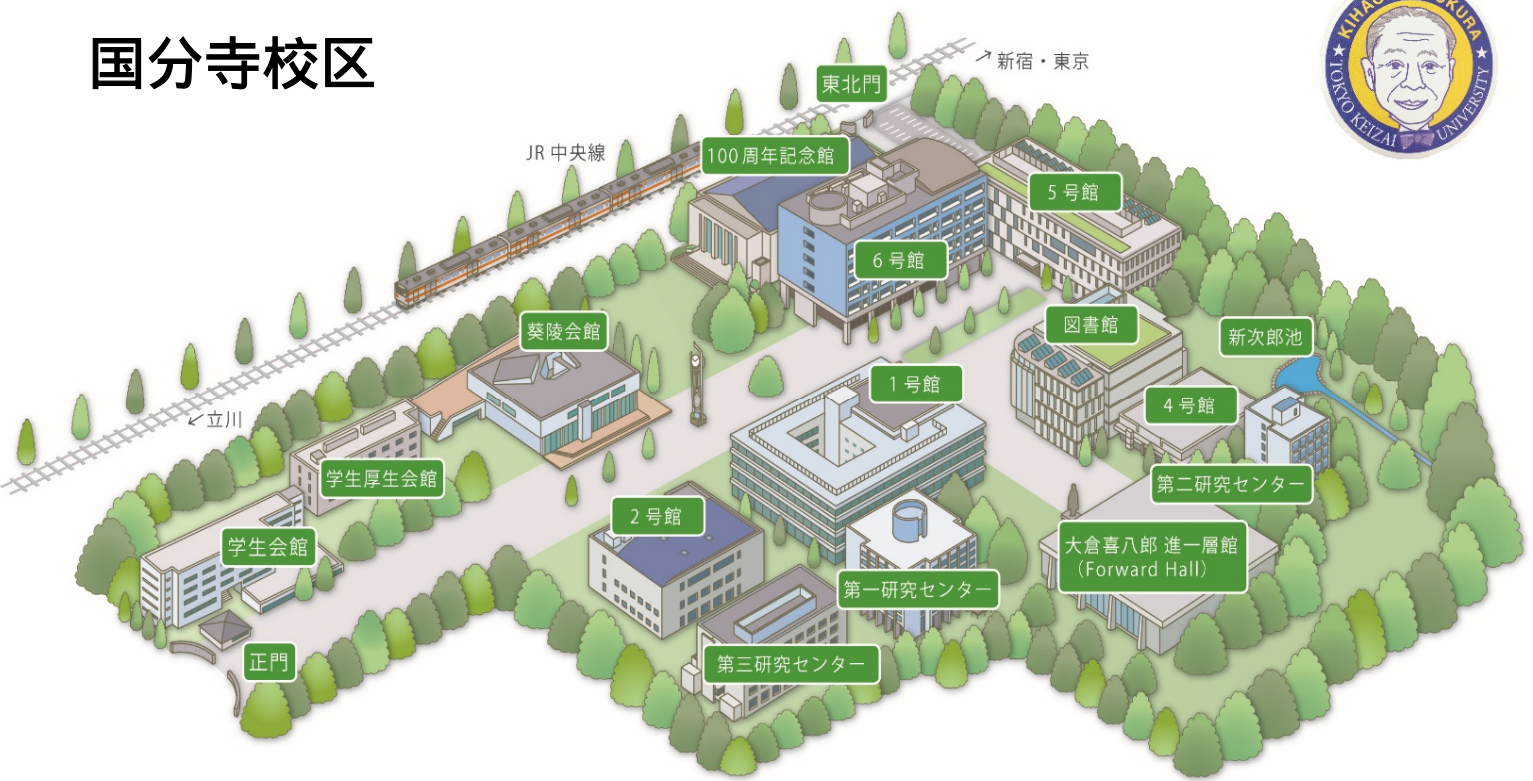 国分寺校区
KIHACHIRO OKURA
TOKYO KEIZAI UNIVERSITY
↗新宿・東京
東北門
JR 中央線
100周年記念館
5号館
6号館
葵陵会館
図書館
新次郎池
1号館
4号館
↙立川
学生厚生会館
第二研究センター
2号館
学生会館
大倉喜八郎 進一層館
(Forward Hall)
第一研究センター
正門
第三研究センター